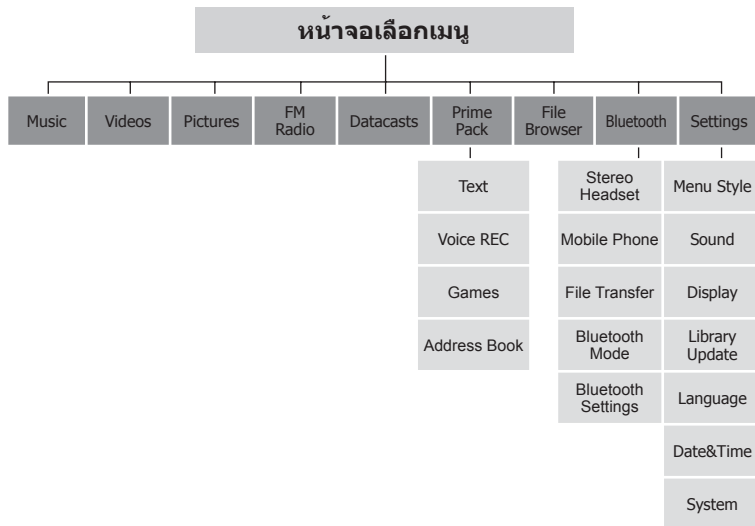 หน้าจอเลือกเมนู
Music
Videos
Pictures
FM
Radio
Datacasts
Prime
Pack
File
Browser
Bluetooth
Settings
Text
Voice REC
Games
Address Book
Stereo
Headset
Mobile Phone
File Transfer
Bluetooth
Mode
Bluetooth
Settings
Menu Style
Sound
Display
Library
Update
Language
Date&Time
System